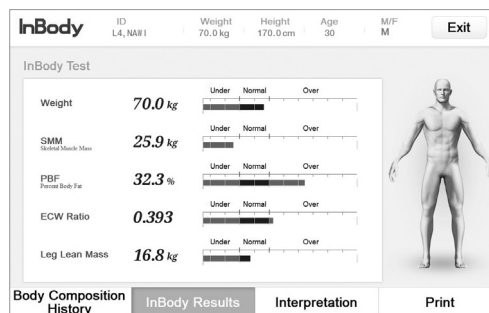 InBody
ID Weight Height Age M/F
L4, NA# I 70.0 kg 170.0 cm 30 M
Exit
InBody Test
Under Normal Over
Weight 70.0 kg
Under Normal Over
SMM 25.9 kg
Skeletal Muscle Mass
Under Normal Over
PBF 32.3 %
Percent Body Fat
Under Normal Over
ECW Ratio 0.393
Under Normal Over
Leg Lean Mass 16.8 kg
Body Composition
History
InBody Results
Interpretation
Print